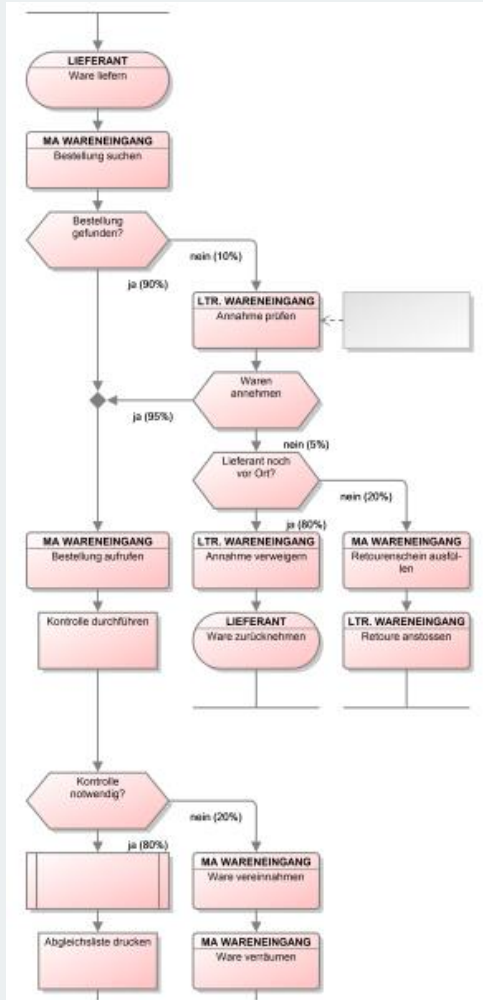 LIEFERANT
Ware liefern
MA WARENEINGANG
Bestellung suchen
Bestellung
gefunden?
nein (10%)
ja (90%)
LTR. WARENEINGANG
Annahme prüfen
Waren
annehmen
ja (95%)
nein (5%)
Lieferant noch
vor Ort?
nein (20%)
ja (80%)
MA WARENEINGANG
Bestellung aufrufen
LTR. WARENEINGANG
Annahme verweigern
MA WARENEINGANG
Retourenschein ausfül-
len
Kontrolle durchführen
LIEFERANT
Ware zurücknehmen
LTR. WARENEINGANG
Retoure anstossen
Kontrolle
notwendig?
nein (20%)
ja (80%)
MA WARENEINGANG
Ware vereinnahmen
Abgleichsliste drucken
MA WARENEINGANG
Ware verräumen